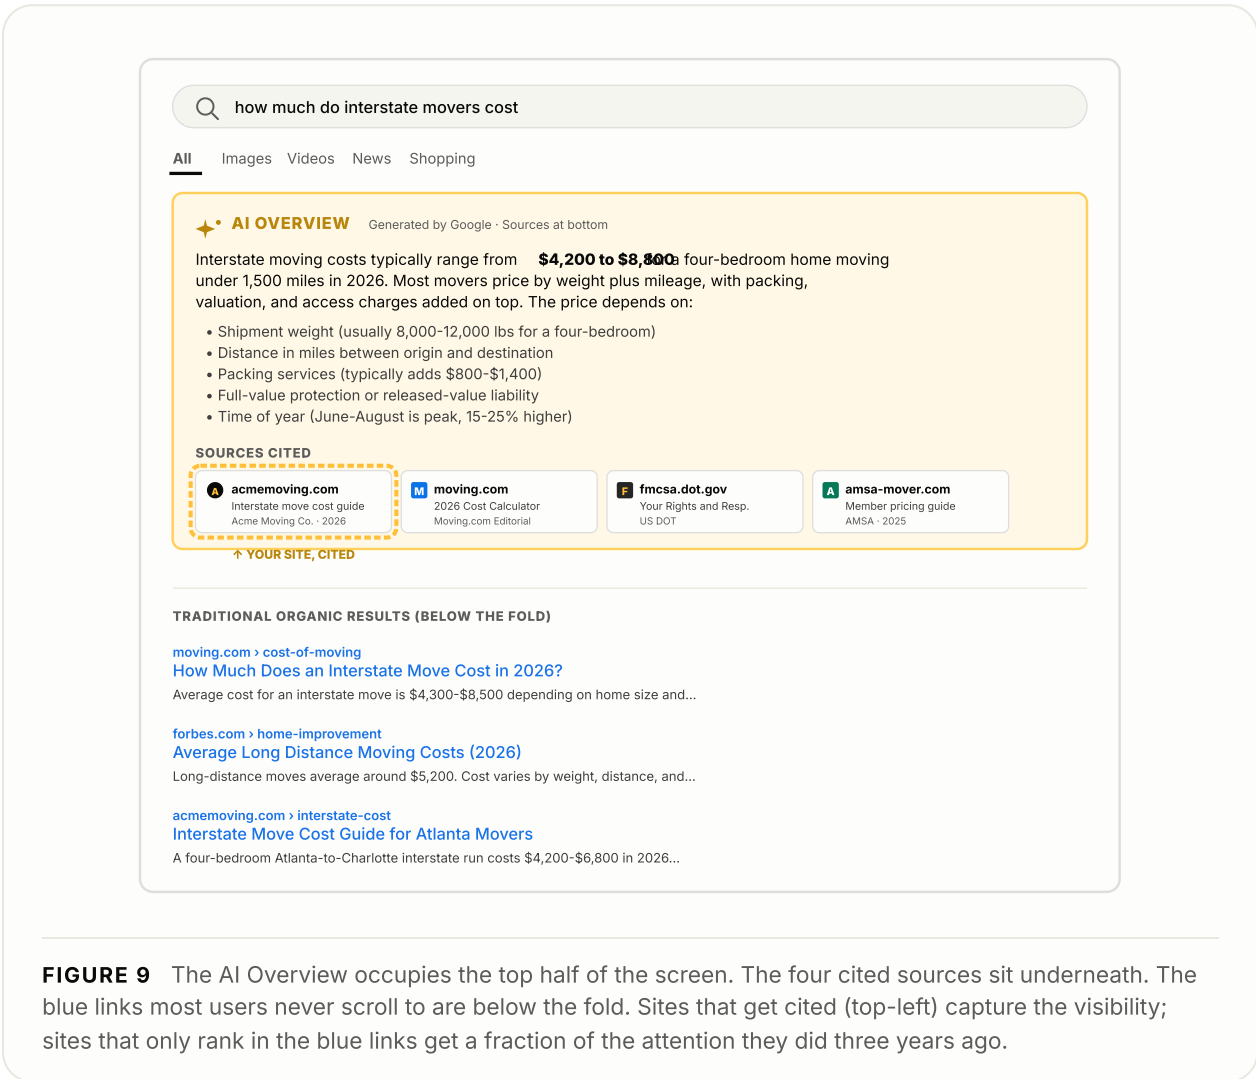 how much do interstate movers cost
All Images Videos News Shopping
AI OVERVIEW Generated by Google · Sources at bottom
Interstate moving costs typically range from $4,200 to $8,800 for a four-bedroom home moving
under 1,500 miles in 2026. Most movers price by weight plus mileage, with packing,
valuation, and access charges added on top. The price depends on:
• Shipment weight (usually 8,000-12,000 lbs for a four-bedroom)
• Distance in miles between origin and destination
• Packing services (typically adds $800-$1,400)
• Full-value protection or released-value liability
• Time of year (June-August is peak, 15-25% higher)
SOURCES CITED
A acmemoving.com
Interstate move cost guide
Acme Moving Co. · 2026
M moving.com
2026 Cost Calculator
Moving.com Editorial
F fmcsa.dot.gov
Your Rights and Resp.
US DOT
A amsa-mover.com
Member pricing guide
AMSA · 2025
↑ YOUR SITE, CITED
TRADITIONAL ORGANIC RESULTS (BELOW THE FOLD)
moving.com › cost-of-moving
How Much Does an Interstate Move Cost in 2026?
Average cost for an interstate move is $4,300-$8,500 depending on home size and...
forbes.com › home-improvement
Average Long Distance Moving Costs (2026)
Long-distance moves average around $5,200. Cost varies by weight, distance, and...
acmemoving.com › interstate-cost
Interstate Move Cost Guide for Atlanta Movers
A four-bedroom Atlanta-to-Charlotte interstate run costs $4,200-$6,800 in 2026...
FIGURE 9 The AI Overview occupies the top half of the screen. The four cited sources sit underneath. The
blue links most users never scroll to are below the fold. Sites that get cited (top-left) capture the visibility;
sites that only rank in the blue links get a fraction of the attention they did three years ago.